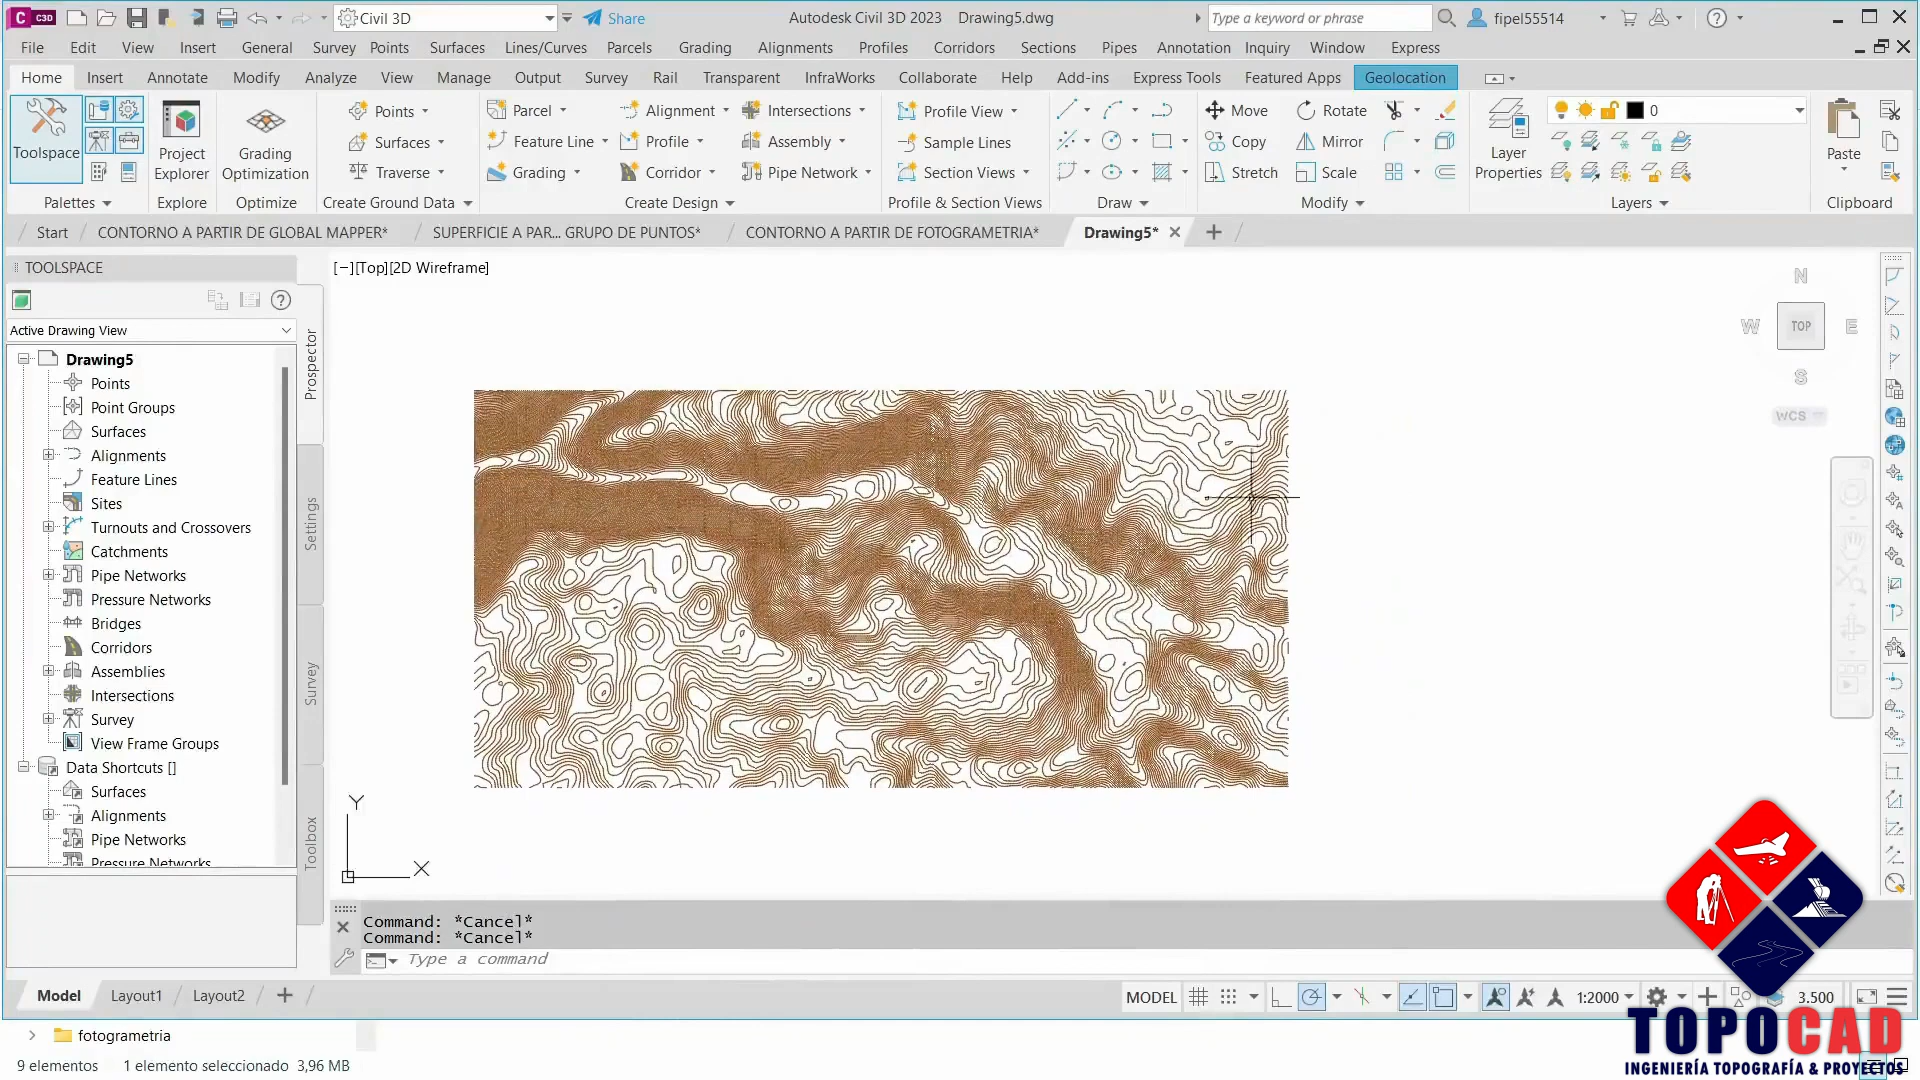 C3D
Civil 3D
Share
Autodesk Civil 3D 2023 Drawing5.dwg
Type a keyword or phrase
fipel55514
File Edit View Insert General Survey Points Surfaces Lines/Curves Parcels Grading Alignments Profiles Corridors Sections Pipes Annotation Inquiry Window Express
Home Insert Annotate Modify Analyze View Manage Output Survey Rail Transparent InfraWorks Collaborate Help Add-ins Express Tools Featured Apps Geolocation
Points Parcel Alignment Intersections Profile View Move Rotate 0
Toolspace Project Explorer Grading Optimization Surfaces Feature Line Profile Assembly Sample Lines Copy Mirror Layer Properties Paste
Traverse Grading Corridor Pipe Network Section Views Stretch Scale
Palettes Explore Optimize Create Ground Data Create Design Profile & Section Views Draw Modify Layers Clipboard
Start CONTORNO A PARTIR DE GLOBAL MAPPER* SUPERFICIE A PAR... GRUPO DE PUNTOS* CONTORNO A PARTIR DE FOTOGRAMETRIA* Drawing5*
TOOLSPACE
[−][Top][2D Wireframe]
Active Drawing View
Drawing5
Points
Point Groups
Surfaces
Alignments
Feature Lines
Sites
Turnouts and Crossovers
Catchments
Pipe Networks
Pressure Networks
Bridges
Corridors
Assemblies
Intersections
Survey
View Frame Groups
Data Shortcuts []
Surfaces
Alignments
Pipe Networks
Pressure Networks
Prospector
Settings
Survey
Toolbox
N
W TOP E
S
WCS
Y
X
Command: *Cancel*
Command: *Cancel*
Type a command
Model Layout1 Layout2
MODEL 1:2000 3.500
fotogrametria
9 elementos 1 elemento seleccionado 3,96 MB
TOPOCAD
INGENIERÍA TOPOGRAFÍA & PROYECTOS